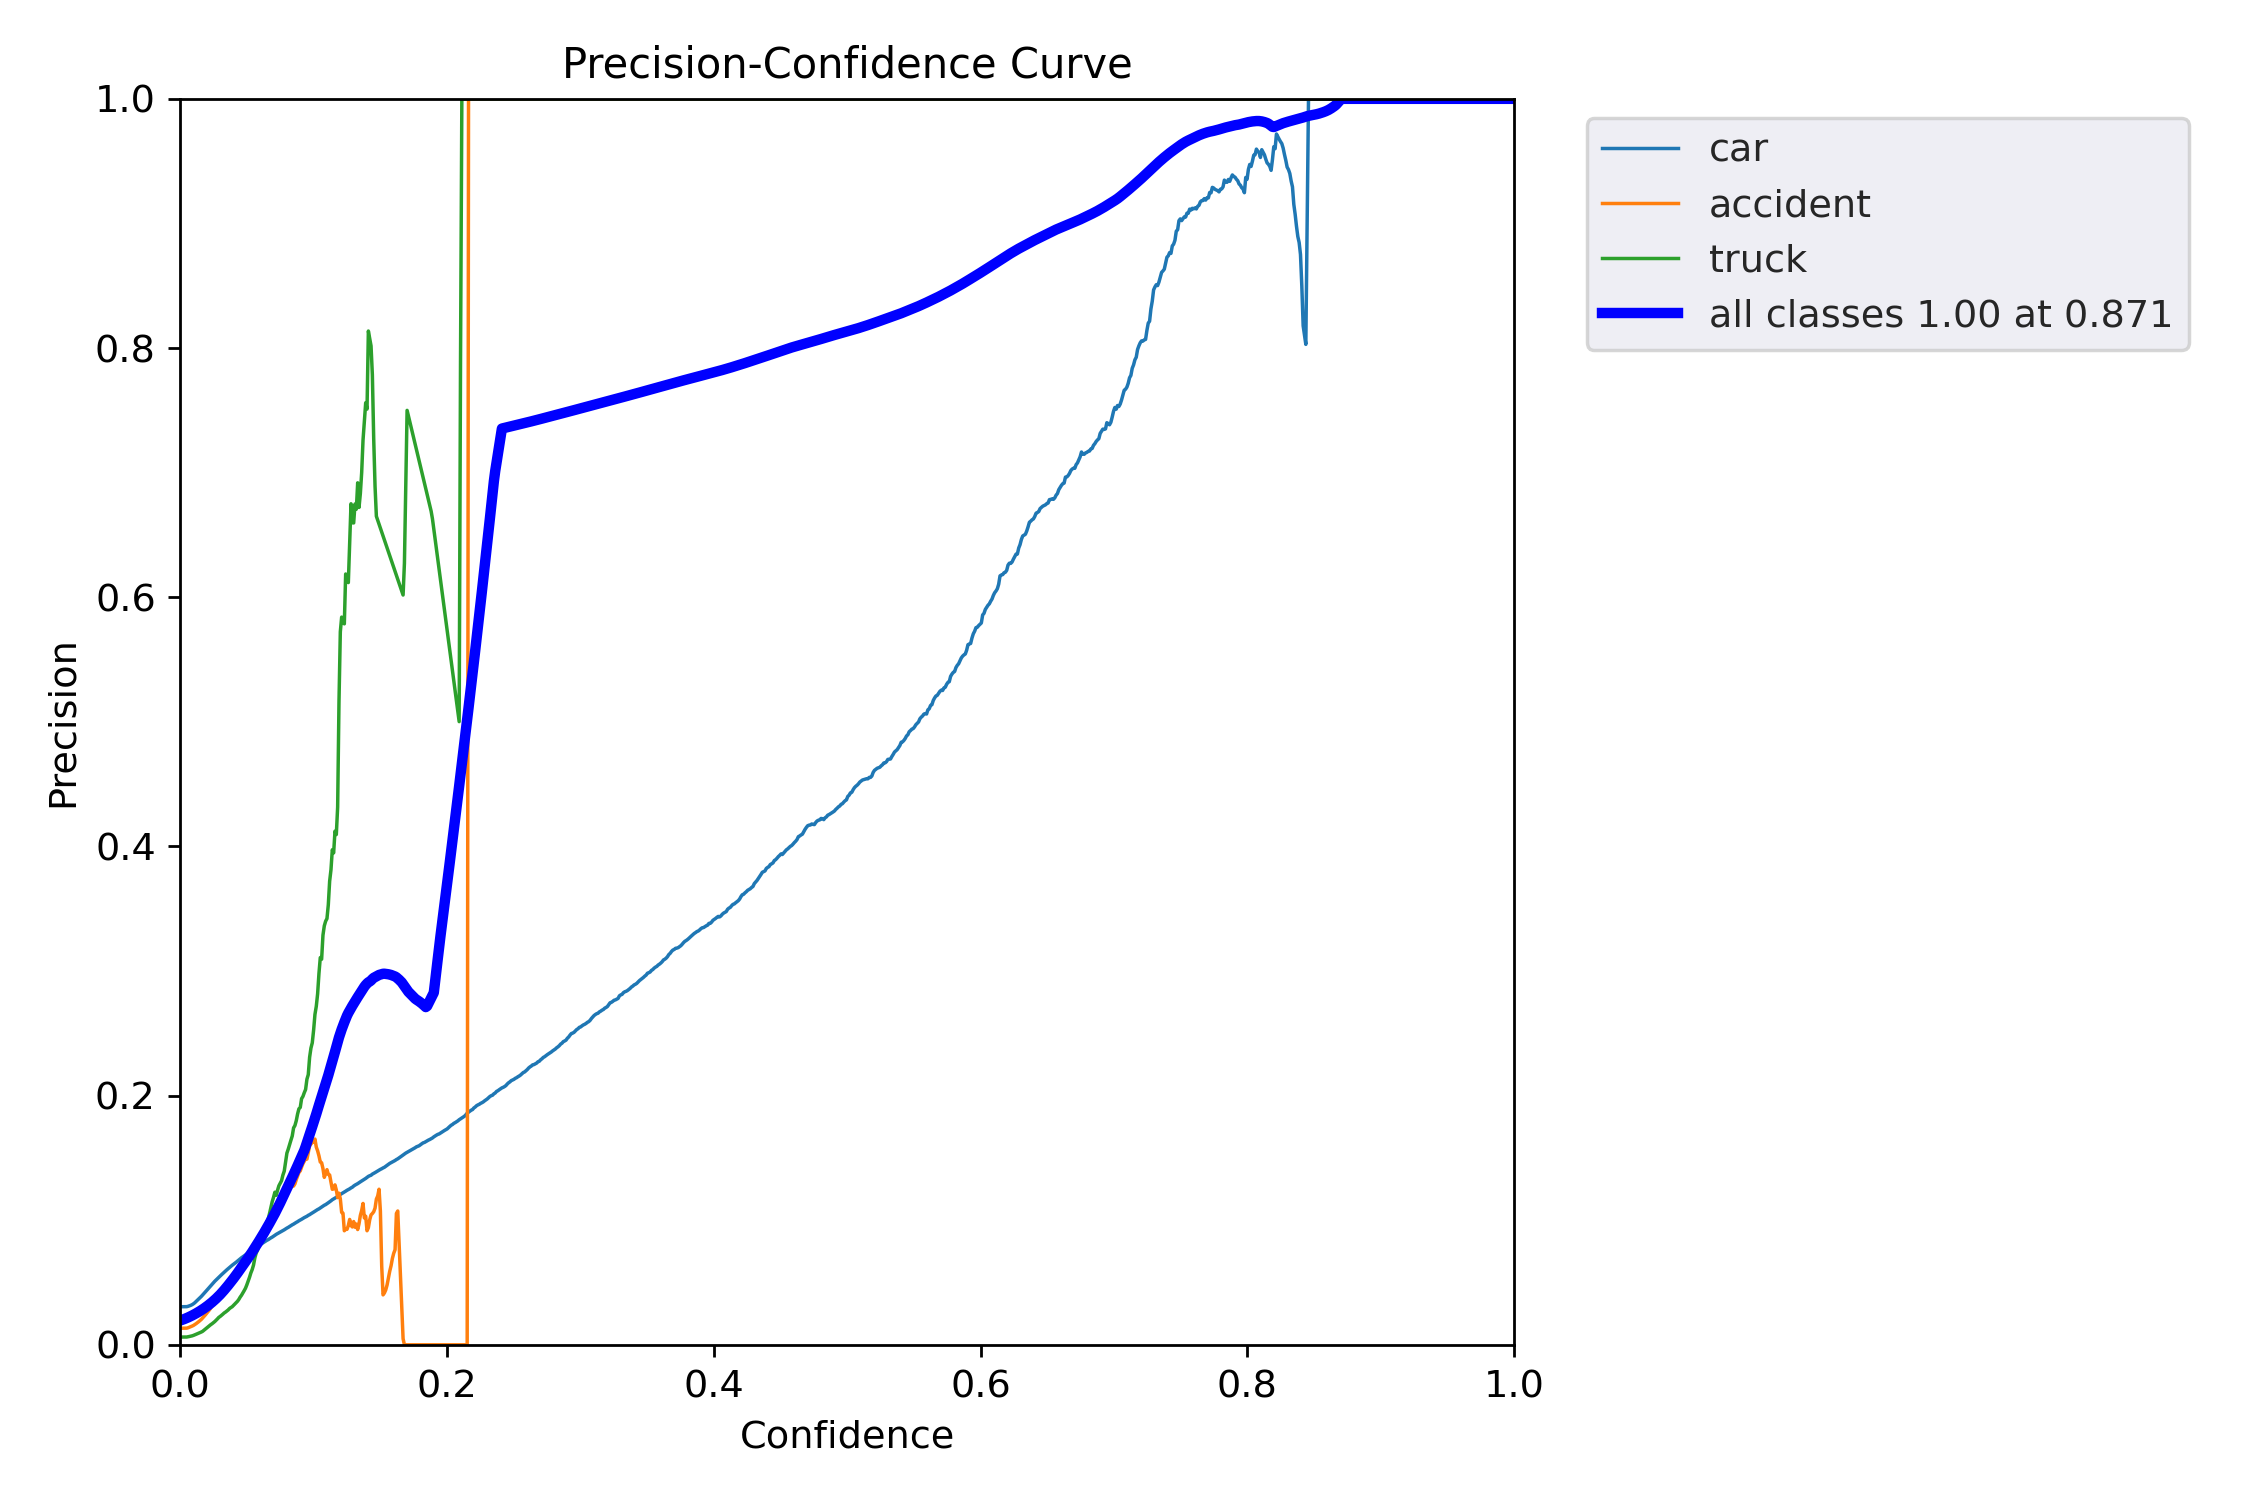 Precision-Confidence Curve
1.0
0.8
0.6
0.4
0.2
0.0
Precision
0.0 0.2 0.4 0.6 0.8 1.0
Confidence
car
accident
truck
all classes 1.00 at 0.871